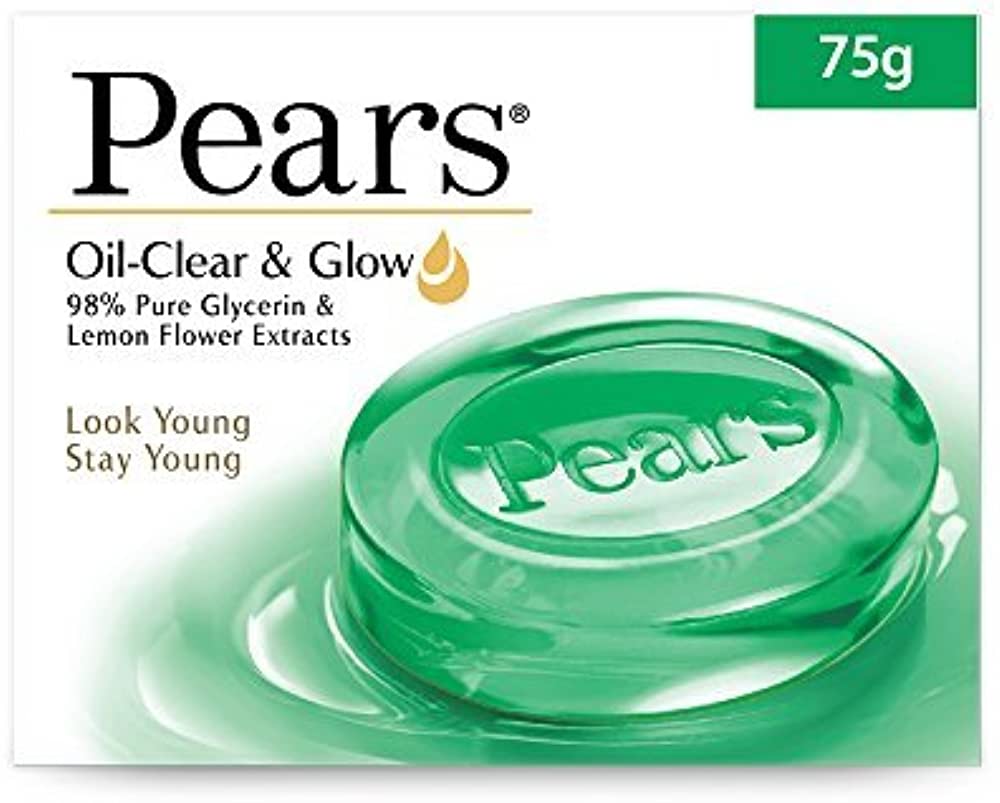 75g
Pears®
Oil-Clear & Glow
98% Pure Glycerin &
Lemon Flower Extracts
Look Young
Stay Young
Pears